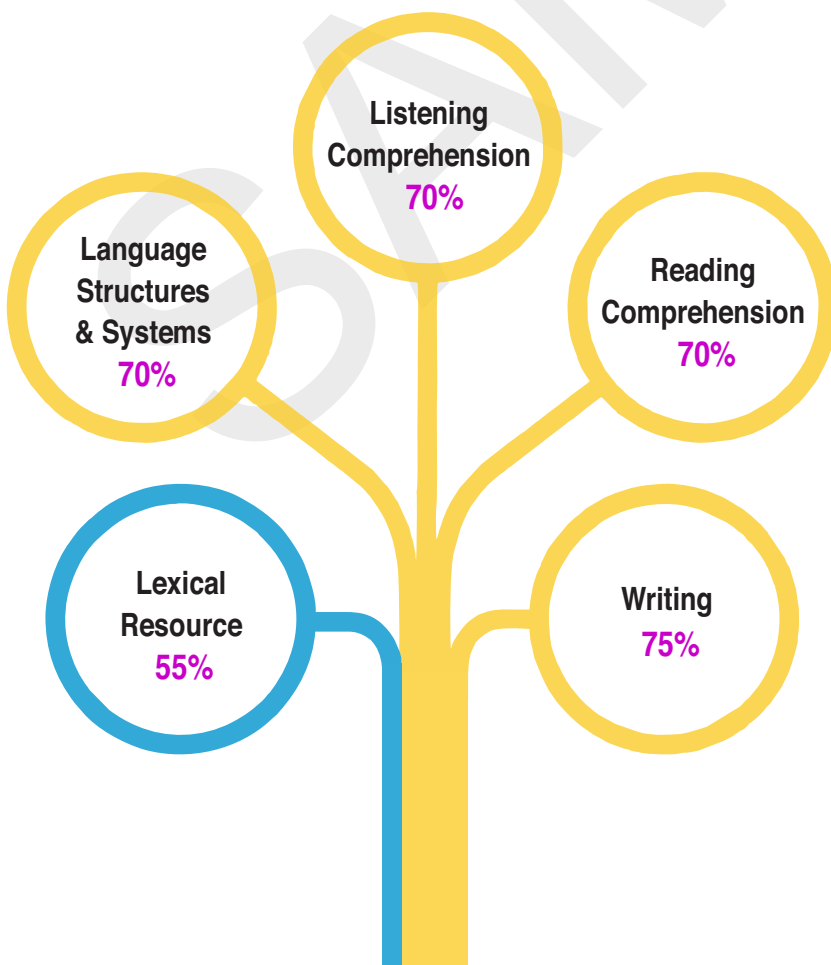 Listening
Comprehension
70%
Language
Structures
& Systems
70%
Reading
Comprehension
70%
Lexical
Resource
55%
Writing
75%